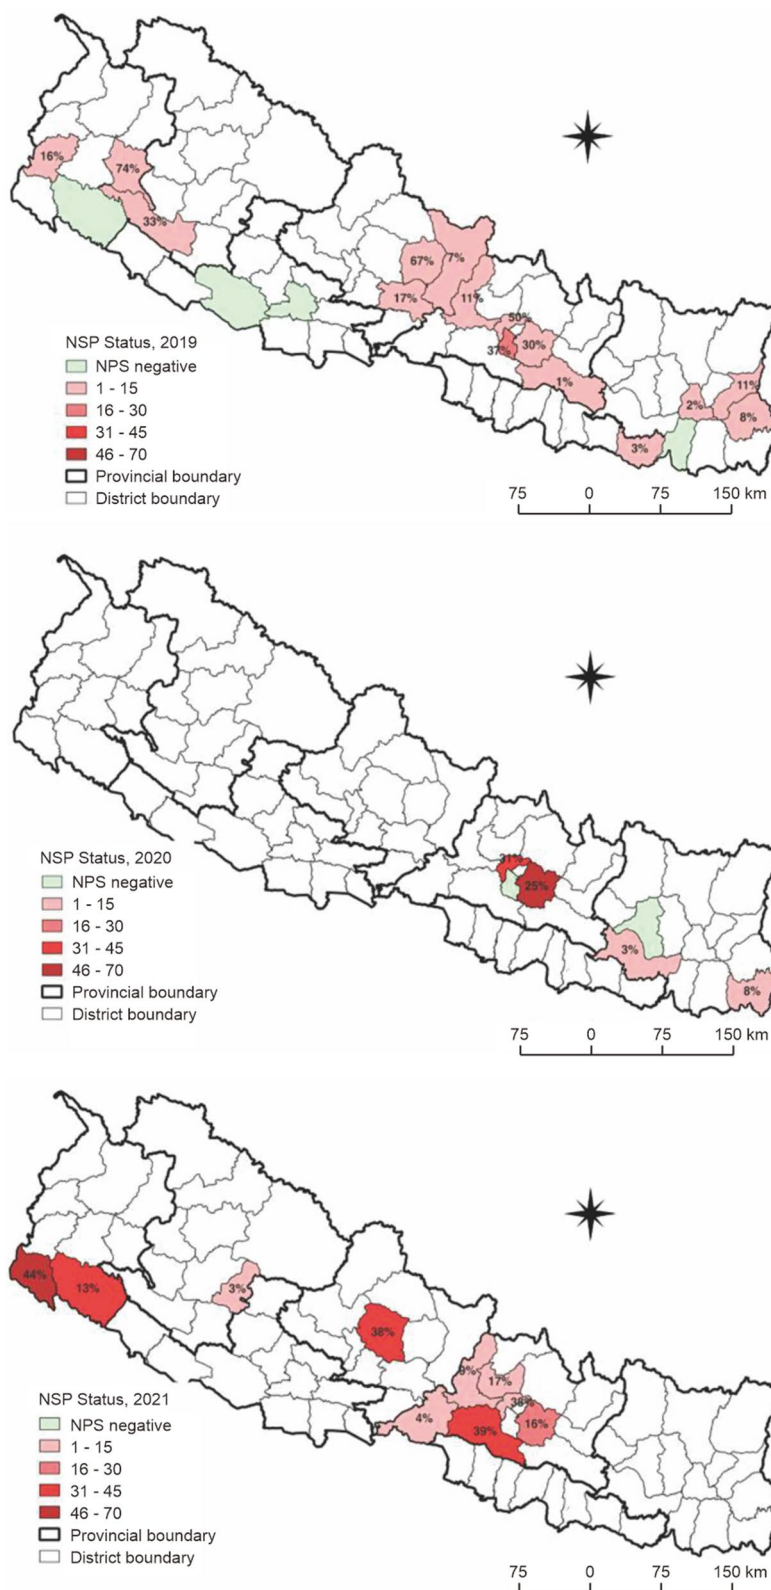 16%
74%
33%
67%
7%
17%
11%
50%
37%
30%
1%
11%
2%
8%
3%
NSP Status, 2019
NPS negative
1 - 15
16 - 30
31 - 45
46 - 70
Provincial boundary
District boundary
75 0 75 150 km
31%
25%
3%
8%
NSP Status, 2020
NPS negative
1 - 15
16 - 30
31 - 45
46 - 70
Provincial boundary
District boundary
75 0 75 150 km
44%
13%
3%
38%
9%
17%
38%
4%
39%
16%
NSP Status, 2021
NPS negative
1 - 15
16 - 30
31 - 45
46 - 70
Provincial boundary
District boundary
75 0 75 150 km